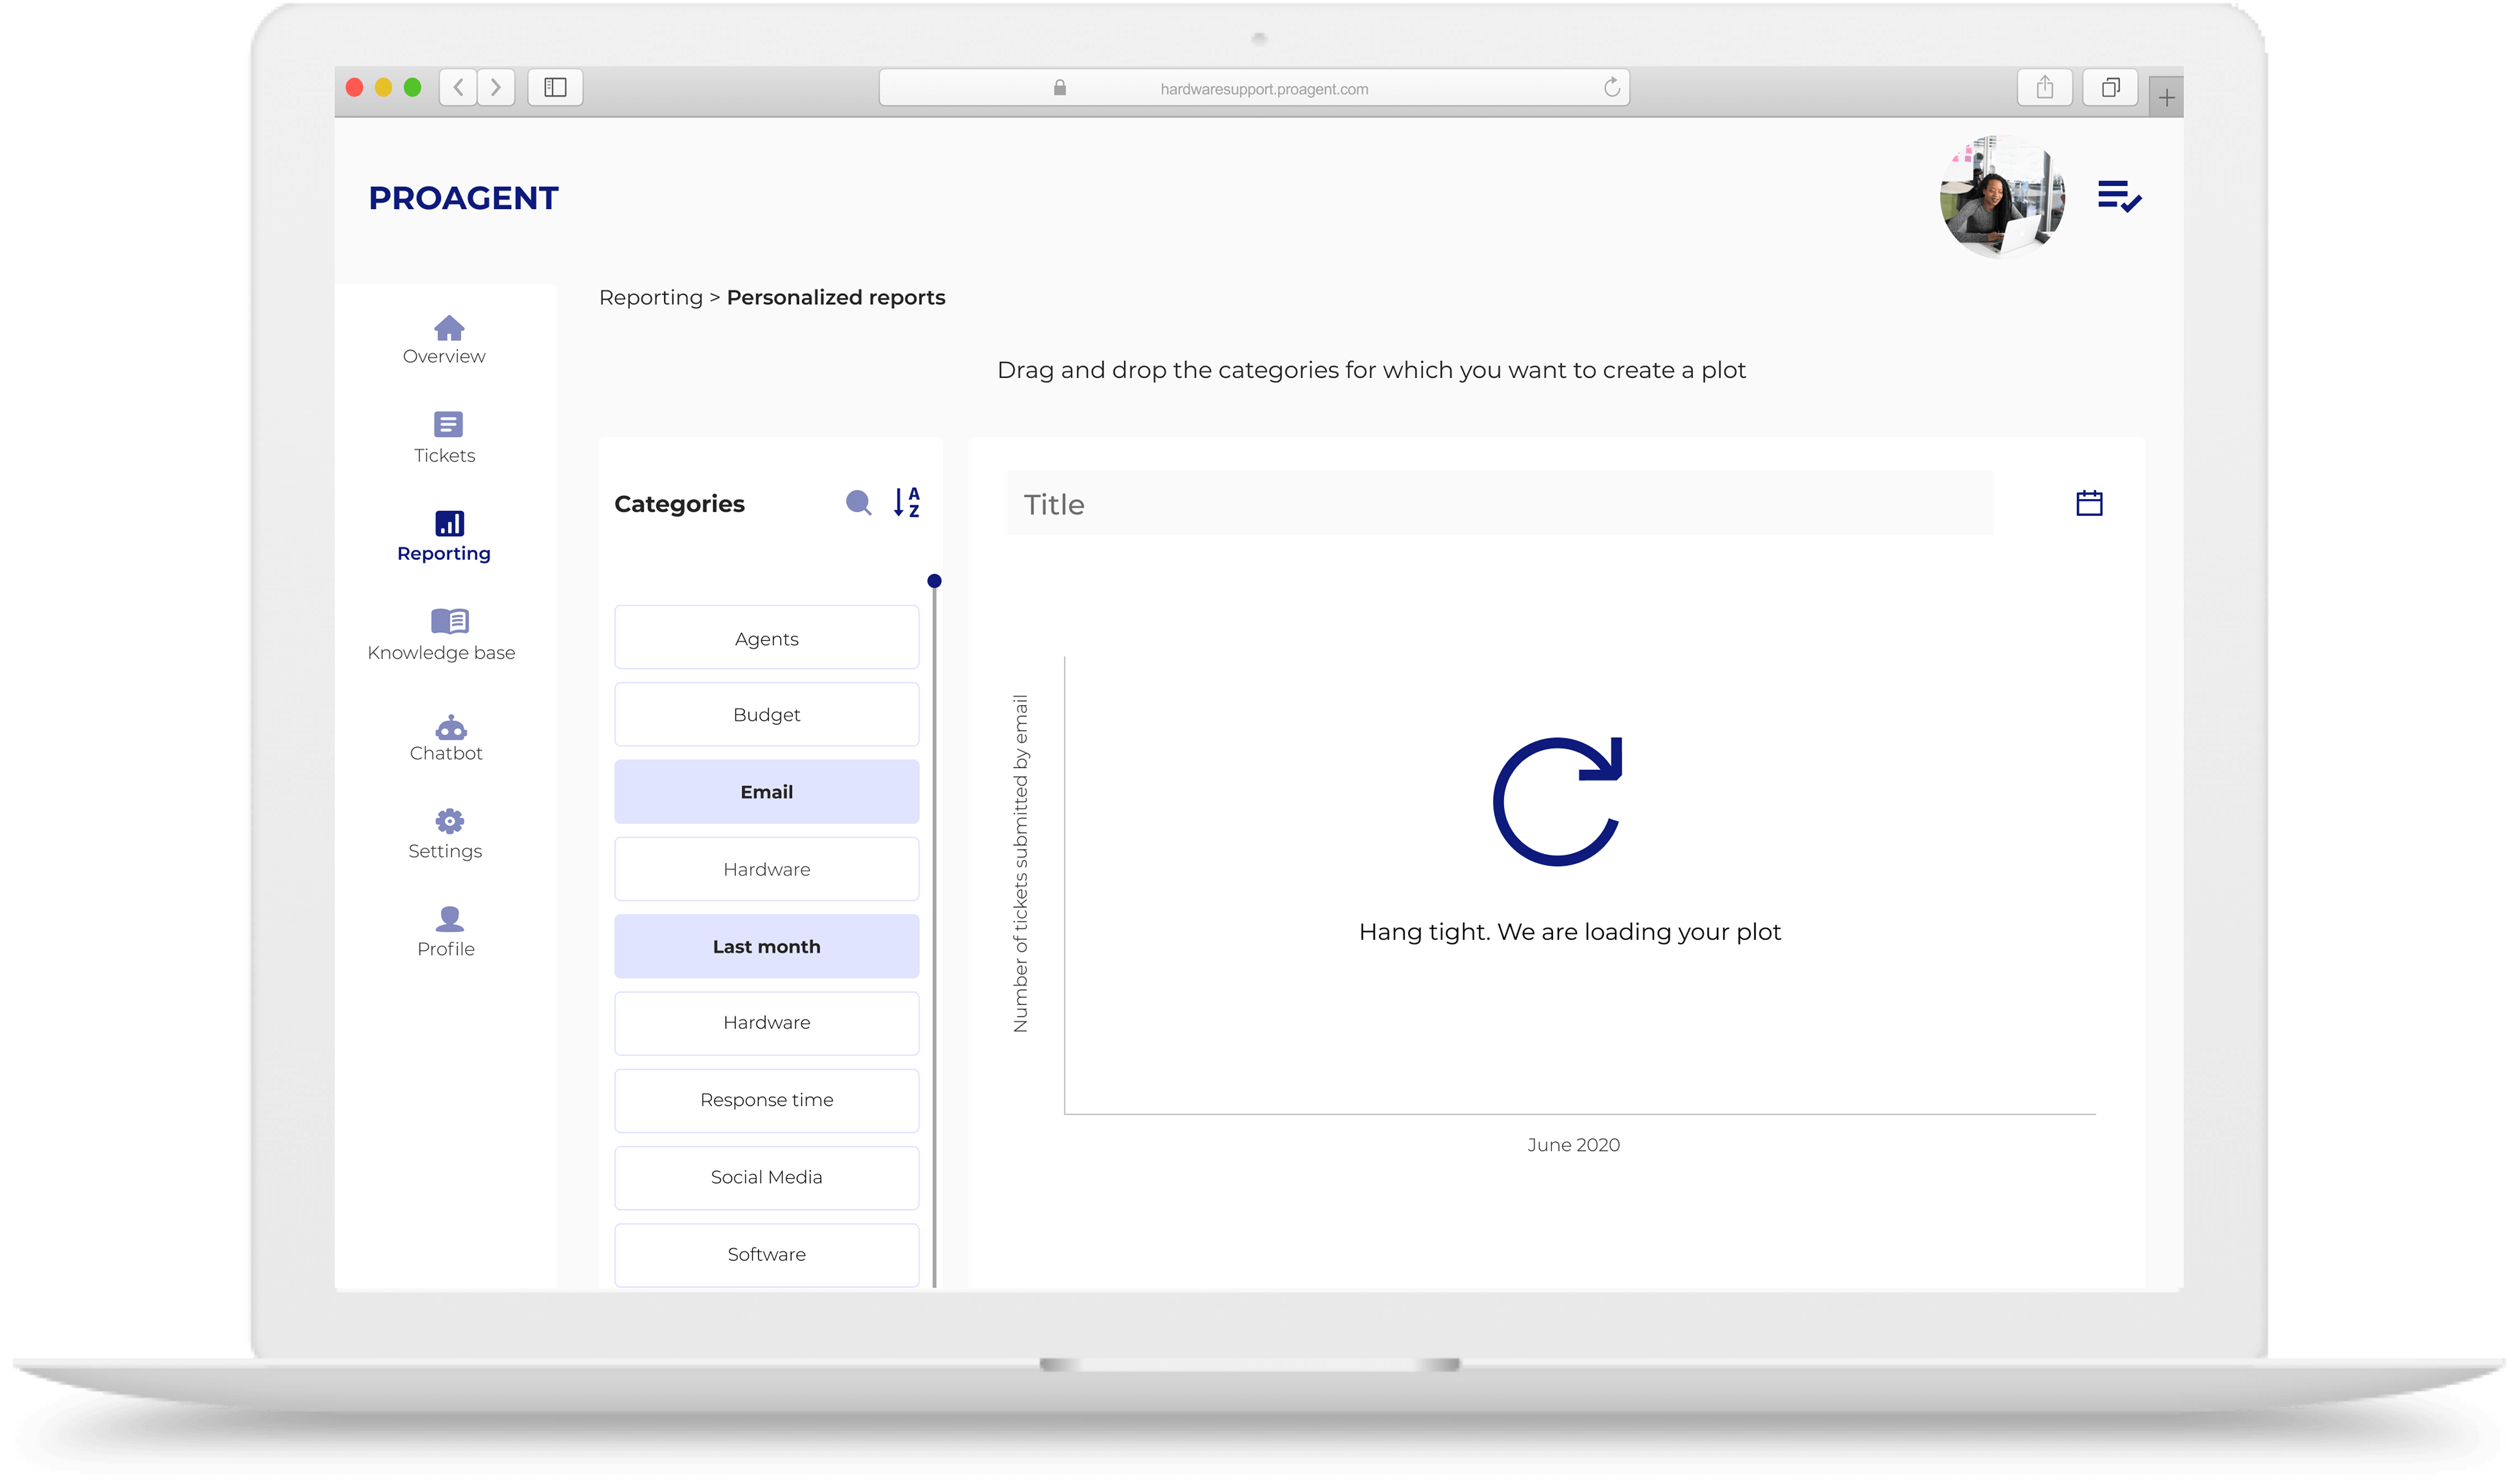 hardwaresupport.proagent.com
PROAGENT
Reporting > Personalized reports
Overview
Tickets
Reporting
Knowledge base
Chatbot
Settings
Profile
Drag and drop the categories for which you want to create a plot
Categories
A
Z
Agents
Budget
Email
Hardware
Last month
Hardware
Response time
Social Media
Software
Title
Number of tickets submitted by email
Hang tight. We are loading your plot
June 2020